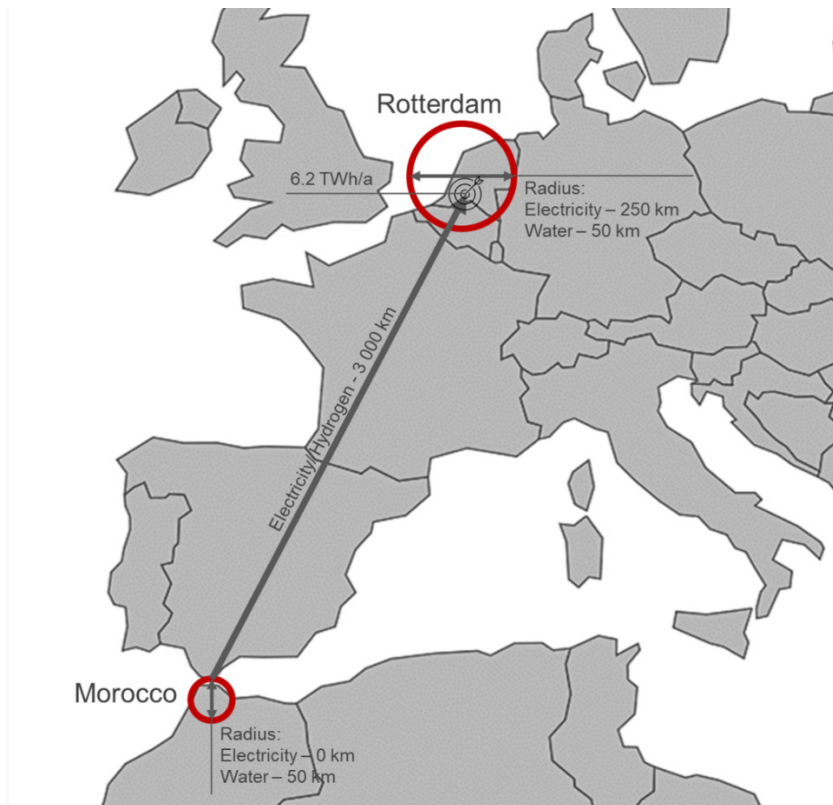 Rotterdam
6.2 TWh/a
Radius:
Electricity – 250 km
Water – 50 km
Electricity/Hydrogen - 3 000 km
Morocco
Radius:
Electricity – 0 km
Water – 50 km